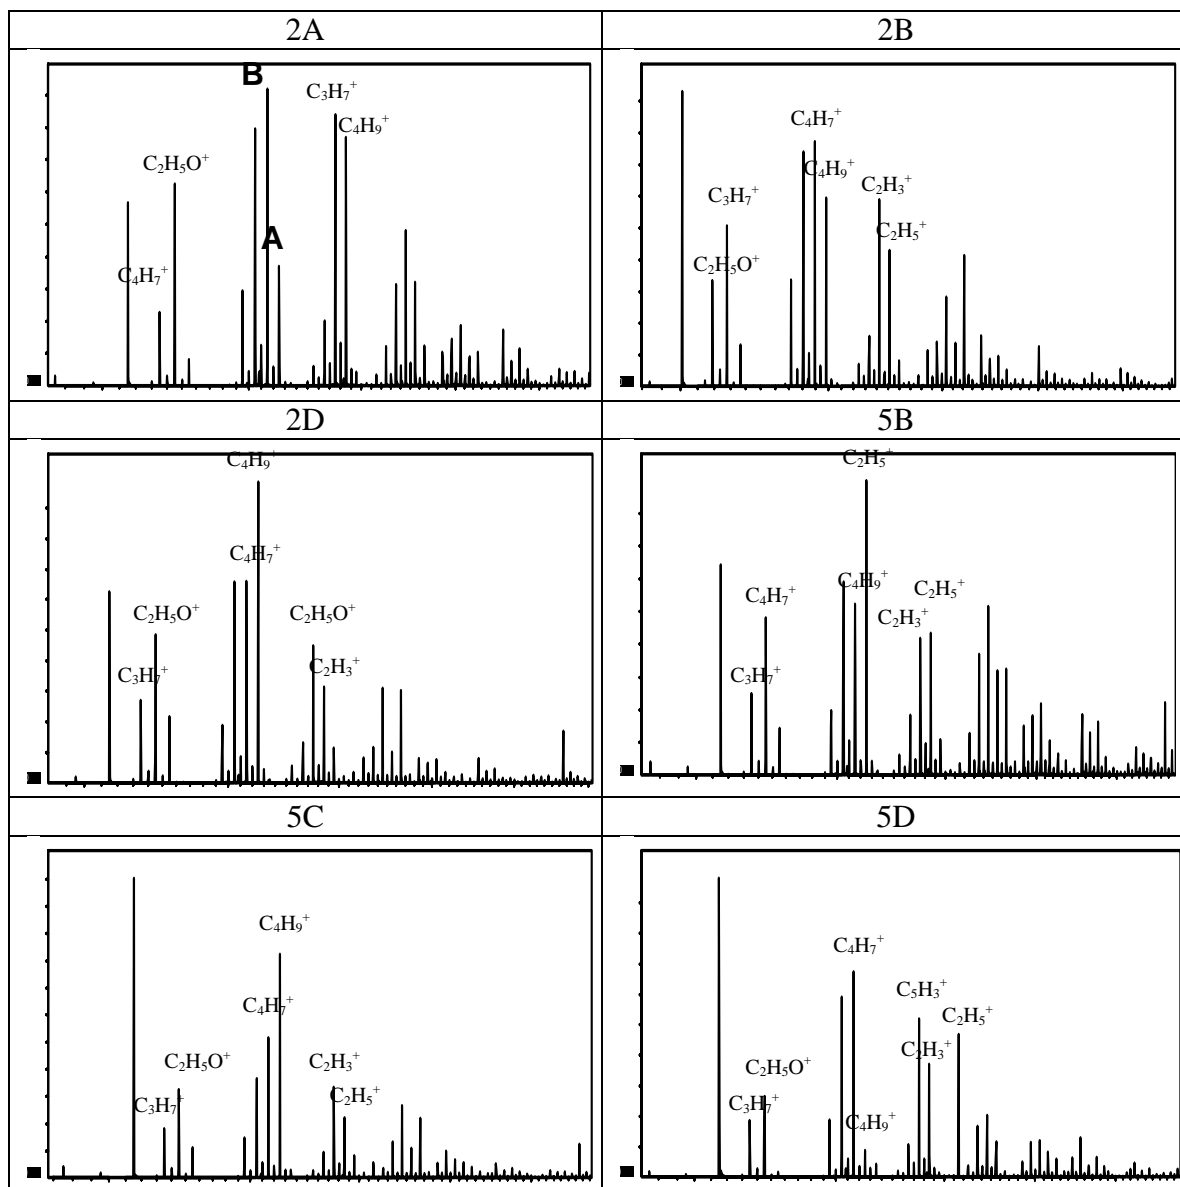 2A
2B
B
C₃H₇⁺
C₄H₉⁺
C₂H₅O⁺
A
C₄H₇⁺
C₄H₇⁺
C₄H₉⁺
C₂H₃⁺
C₃H₇⁺
C₂H₅⁺
C₂H₅O⁺
2D
5B
C₄H₉⁺
C₄H₇⁺
C₂H₅O⁺
C₂H₅O⁺
C₂H₃⁺
C₃H₇⁺
C₂H₅⁺
C₄H₉⁺
C₂H₅⁺
C₄H₇⁺
C₂H₃⁺
C₃H₇⁺
5C
5D
C₄H₉⁺
C₄H₇⁺
C₂H₅O⁺
C₂H₃⁺
C₃H₇⁺
C₂H₅⁺
C₄H₇⁺
C₅H₃⁺
C₂H₅⁺
C₂H₃⁺
C₂H₅O⁺
C₃H₇⁺
C₄H₉⁺